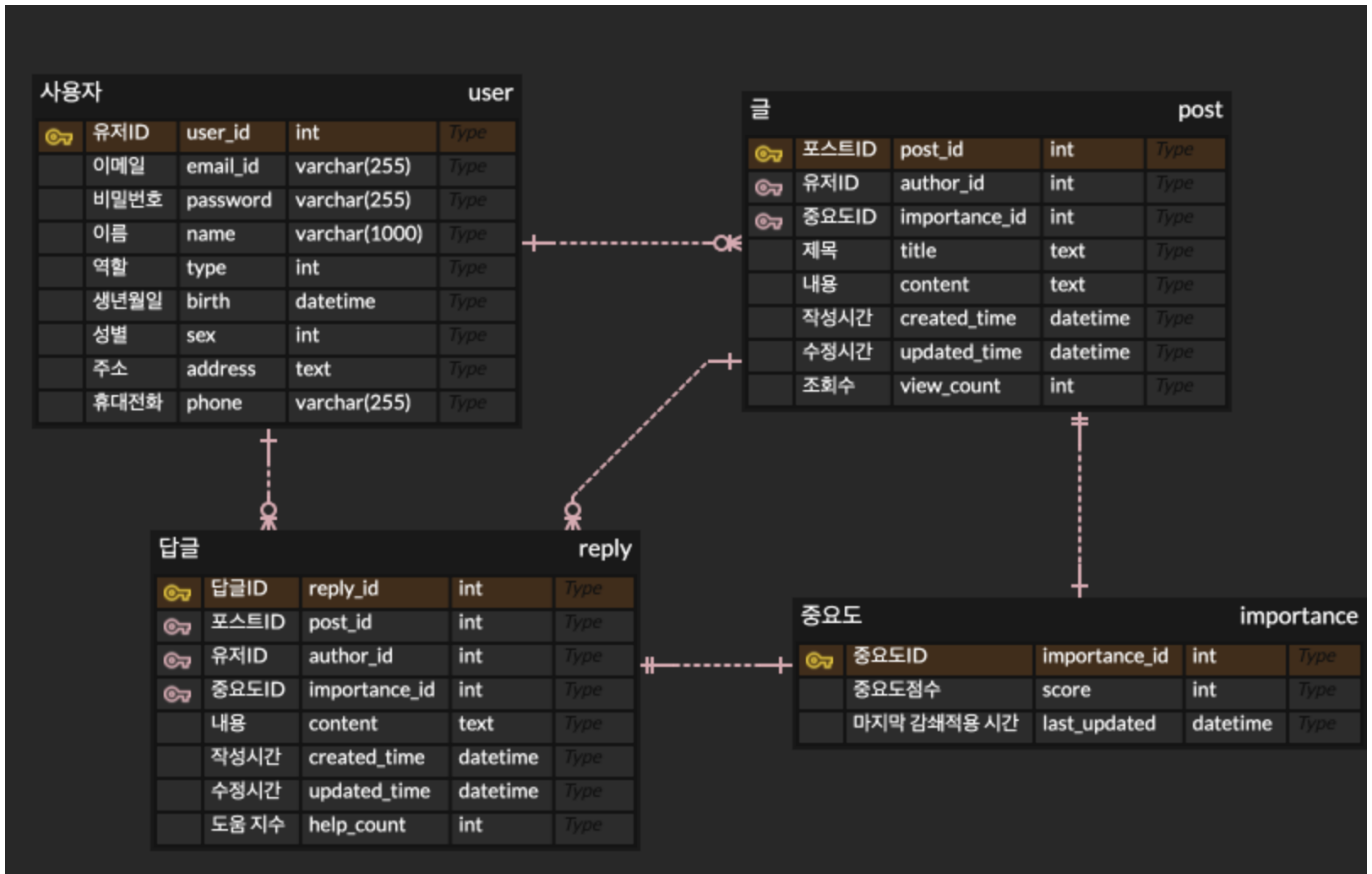 사용자 user
유저ID user_id int Type
이메일 email_id varchar(255) Type
비밀번호 password varchar(255) Type
이름 name varchar(1000) Type
역할 type int Type
생년월일 birth datetime Type
성별 sex int Type
주소 address text Type
휴대전화 phone varchar(255) Type
글 post
포스트ID post_id int Type
유저ID author_id int Type
중요도ID importance_id int Type
제목 title text Type
내용 content text Type
작성시간 created_time datetime Type
수정시간 updated_time datetime Type
조회수 view_count int Type
답글 reply
답글ID reply_id int Type
포스트ID post_id int Type
유저ID author_id int Type
중요도ID importance_id int Type
내용 content text Type
작성시간 created_time datetime Type
수정시간 updated_time datetime Type
도움 지수 help_count int Type
중요도 importance
중요도ID importance_id int Type
중요도점수 score int Type
마지막 감쇄적용 시간 last_updated datetime Type